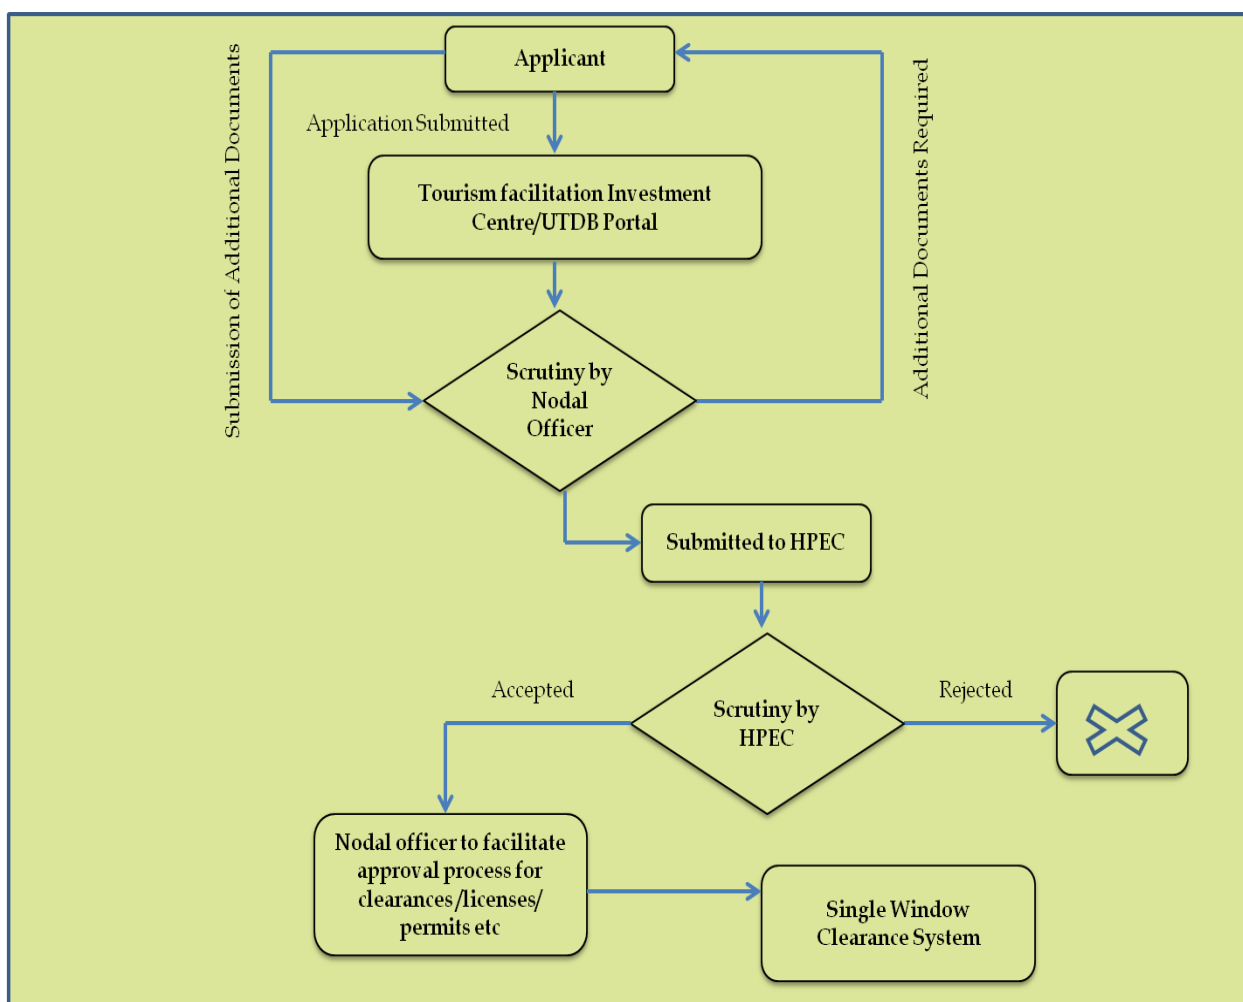 Applicant
Submission of Additional Documents
Additional Documents Required
Application Submitted
Tourism facilitation Investment
Centre/UTDB Portal
Scrutiny by
Nodal
Officer
Submitted to HPEC
Accepted
Rejected
Scrutiny by
HPEC
Nodal officer to facilitate
approval process for
clearances/licenses/
permits etc
Single Window
Clearance System